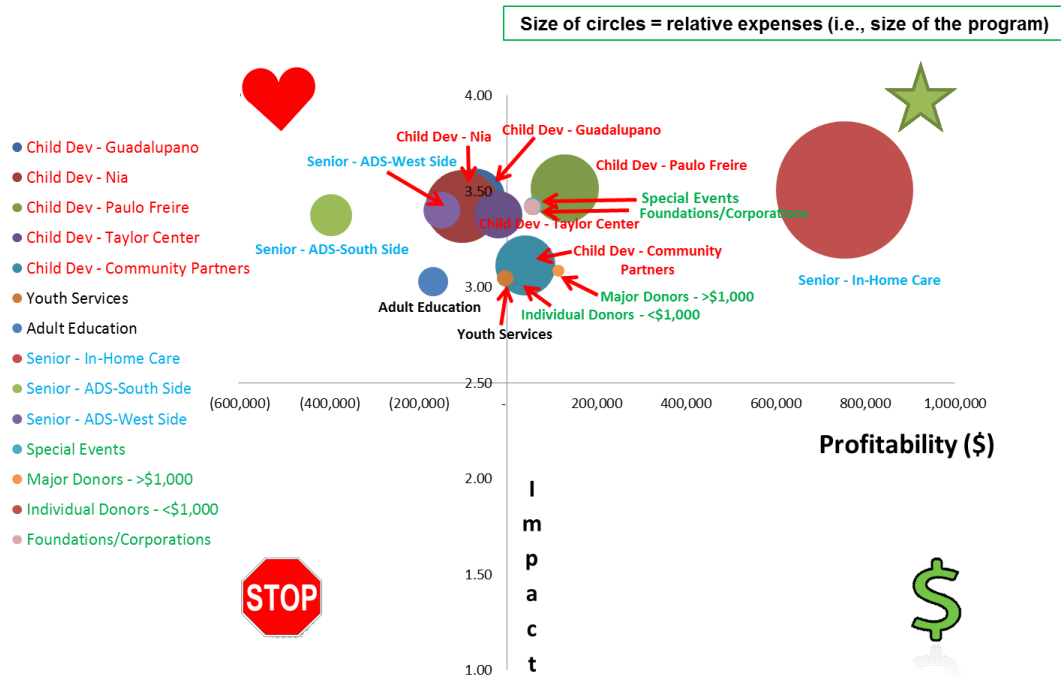 Size of circles = relative expenses (i.e., size of the program)
4.00
3.50
3.00
2.50
2.00
1.50
1.00
Child Dev - Guadalupano
Child Dev - Nia
Child Dev - Paulo Freire
Child Dev - Taylor Center
Child Dev - Community Partners
Youth Services
Adult Education
Senior - In-Home Care
Senior - ADS-South Side
Senior - ADS-West Side
Special Events
Major Donors - >$1,000
Individual Donors - <$1,000
Foundations/Corporations
Child Dev - Nia
Child Dev - Guadalupano
Senior - ADS-West Side
Child Dev - Paulo Freire
Special Events
Foundations/Corporations
Child Dev - Taylor Center
Senior - ADS-South Side
Child Dev - Community
Partners
Senior - In-Home Care
Major Donors - >$1,000
Adult Education
Individual Donors - <$1,000
Youth Services
(600,000)
(400,000)
(200,000)
-
200,000
400,000
600,000
800,000
1,000,000
Profitability ($)
I
m
p
a
c
t
STOP
$